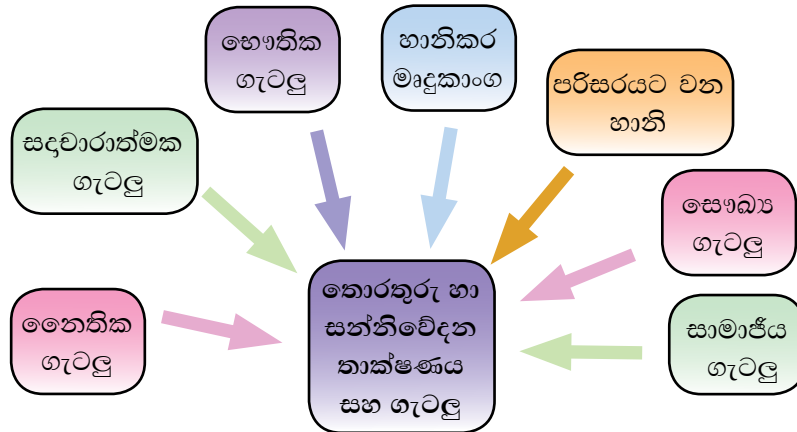 භෞතික
ගැටලු
හානිකර
මෘදුකාංග
පරිසරයට වන
හානි
සදාචාරාත්මක
ගැටලු
සෞඛ්‍ය
ගැටලු
නෛතික
ගැටලු
තොරතුරු හා
සන්නිවේදන
තාක්ෂණය
සහ ගැටලු
සාමාජීය
ගැටලු